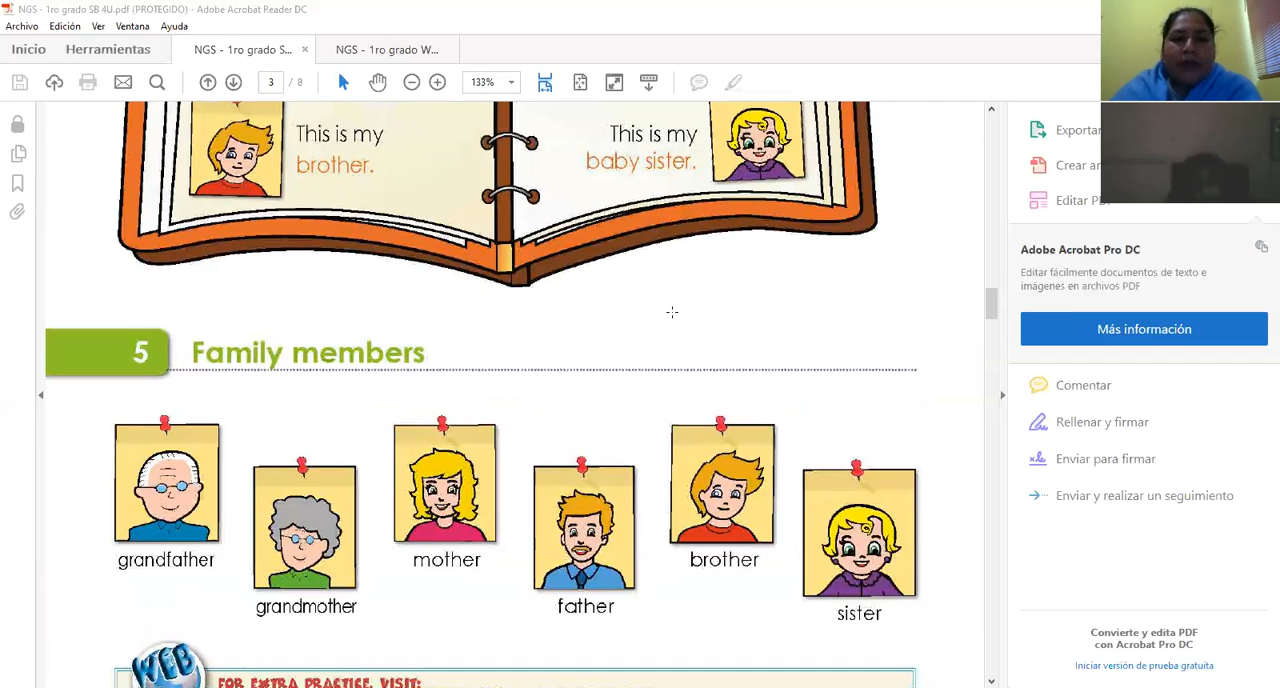 NGS - 1ro grado SB 4U.pdf (PROTEGIDO) - Adobe Acrobat Reader DC
Archivo Edición Ver Ventana Ayuda
Inicio Herramientas NGS - 1ro grado S... × NGS - 1ro grado W...
3 / 8 133%
This is my
brother.
This is my
baby sister.
5 Family members
grandfather
grandmother
mother
father
brother
sister
WEB
FOR EXTRA PRACTICE, VISIT:
Exportar
Crear ar
Editar PD
Adobe Acrobat Pro DC
Editar fácilmente documentos de texto e
imágenes en archivos PDF
Más información
Comentar
Rellenar y firmar
Enviar para firmar
Enviar y realizar un seguimiento
Convierte y edita PDF
con Acrobat Pro DC
Iniciar versión de prueba gratuita